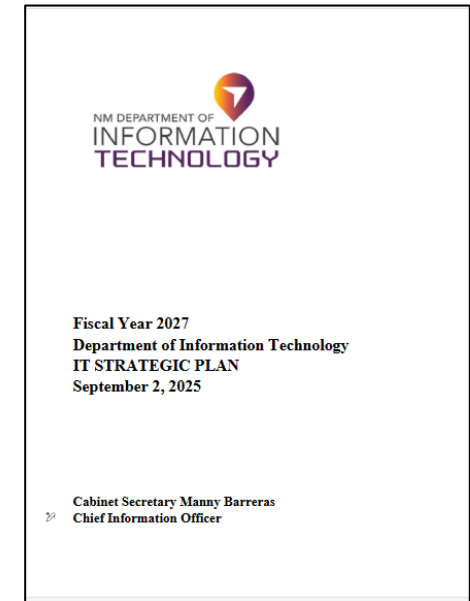 NM DEPARTMENT OF
INFORMATION
TECHNOLOGY
Fiscal Year 2027
Department of Information Technology
IT STRATEGIC PLAN
September 2, 2025
Cabinet Secretary Manny Barreras
Chief Information Officer